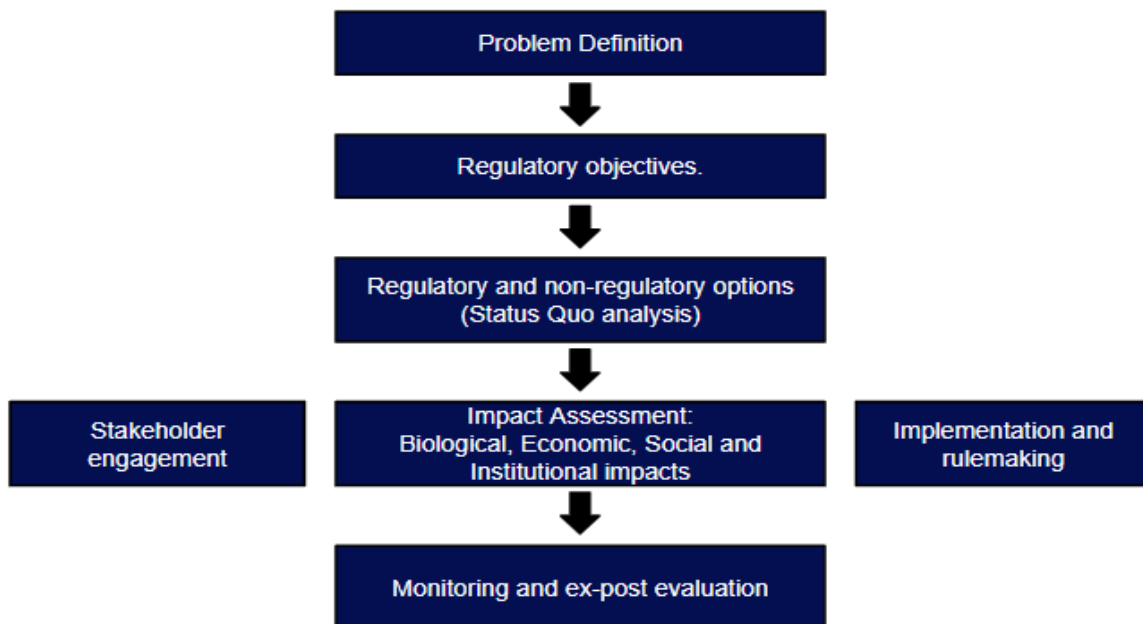 Problem Definition
Regulatory objectives.
Regulatory and non-regulatory options
(Status Quo analysis)
Stakeholder
engagement
Impact Assessment:
Biological, Economic, Social and
Institutional impacts
Implementation and
rulemaking
Monitoring and ex-post evaluation